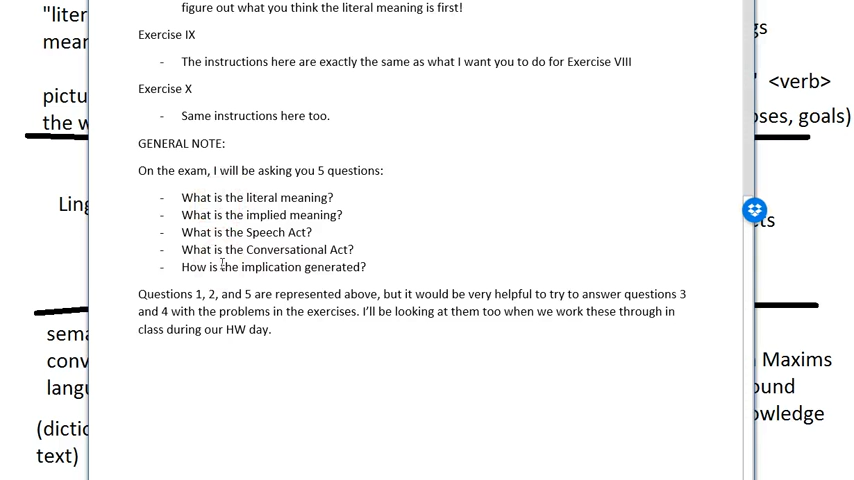 figure out what you think the literal meaning is first!
Exercise IX
- The instructions here are exactly the same as what I want you to do for Exercise VIII
Exercise X
- Same instructions here too.
GENERAL NOTE:
On the exam, I will be asking you 5 questions:
- What is the literal meaning?
- What is the implied meaning?
- What is the Speech Act?
- What is the Conversational Act?
- How is the implication generated?
Questions 1, 2, and 5 are represented above, but it would be very helpful to try to answer questions 3
and 4 with the problems in the exercises. I'll be looking at them too when we work these through in
class during our HW day.
"liter
mear
pictu
the w
Ling
sema
conv
langu
(dictic
text)
gs
<verb>
oses, goals)
cts
Maxims
ound
owledge